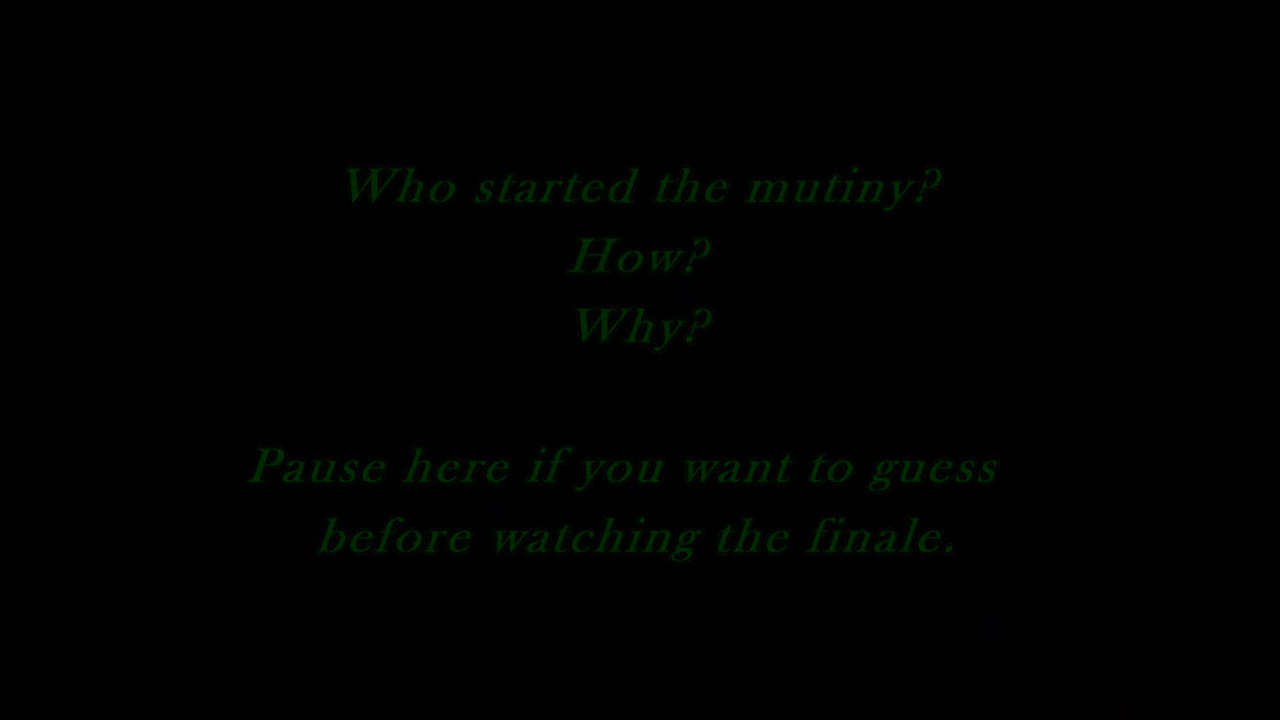 Who started the mutiny?
How?
Why?
Pause here if you want to guess
before watching the finale.